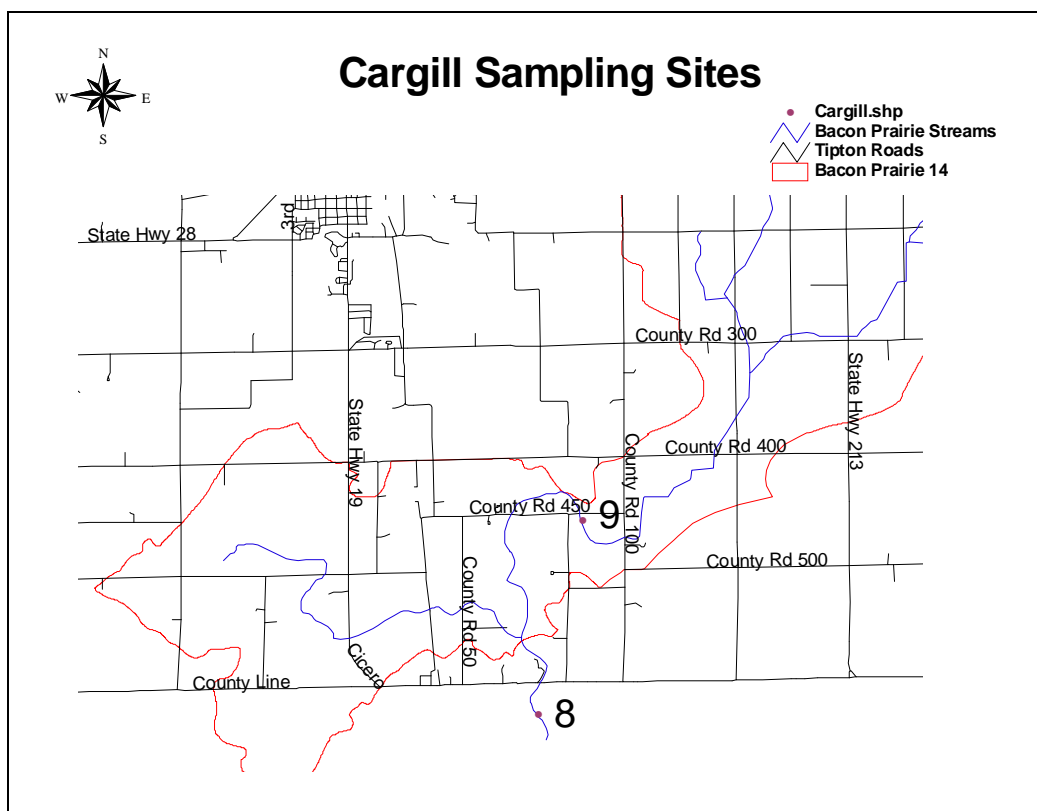 Cargill Sampling Sites
N
W
E
S
Cargill.shp
Bacon Prairie Streams
Tipton Roads
Bacon Prairie 14
3rd
State Hwy 28
County Rd 300
State Hwy 19
State Hwy 213
County Rd 400
County Rd 100
County Rd 450
9
County Rd 500
County Rd 50
Cicero
County Line
8